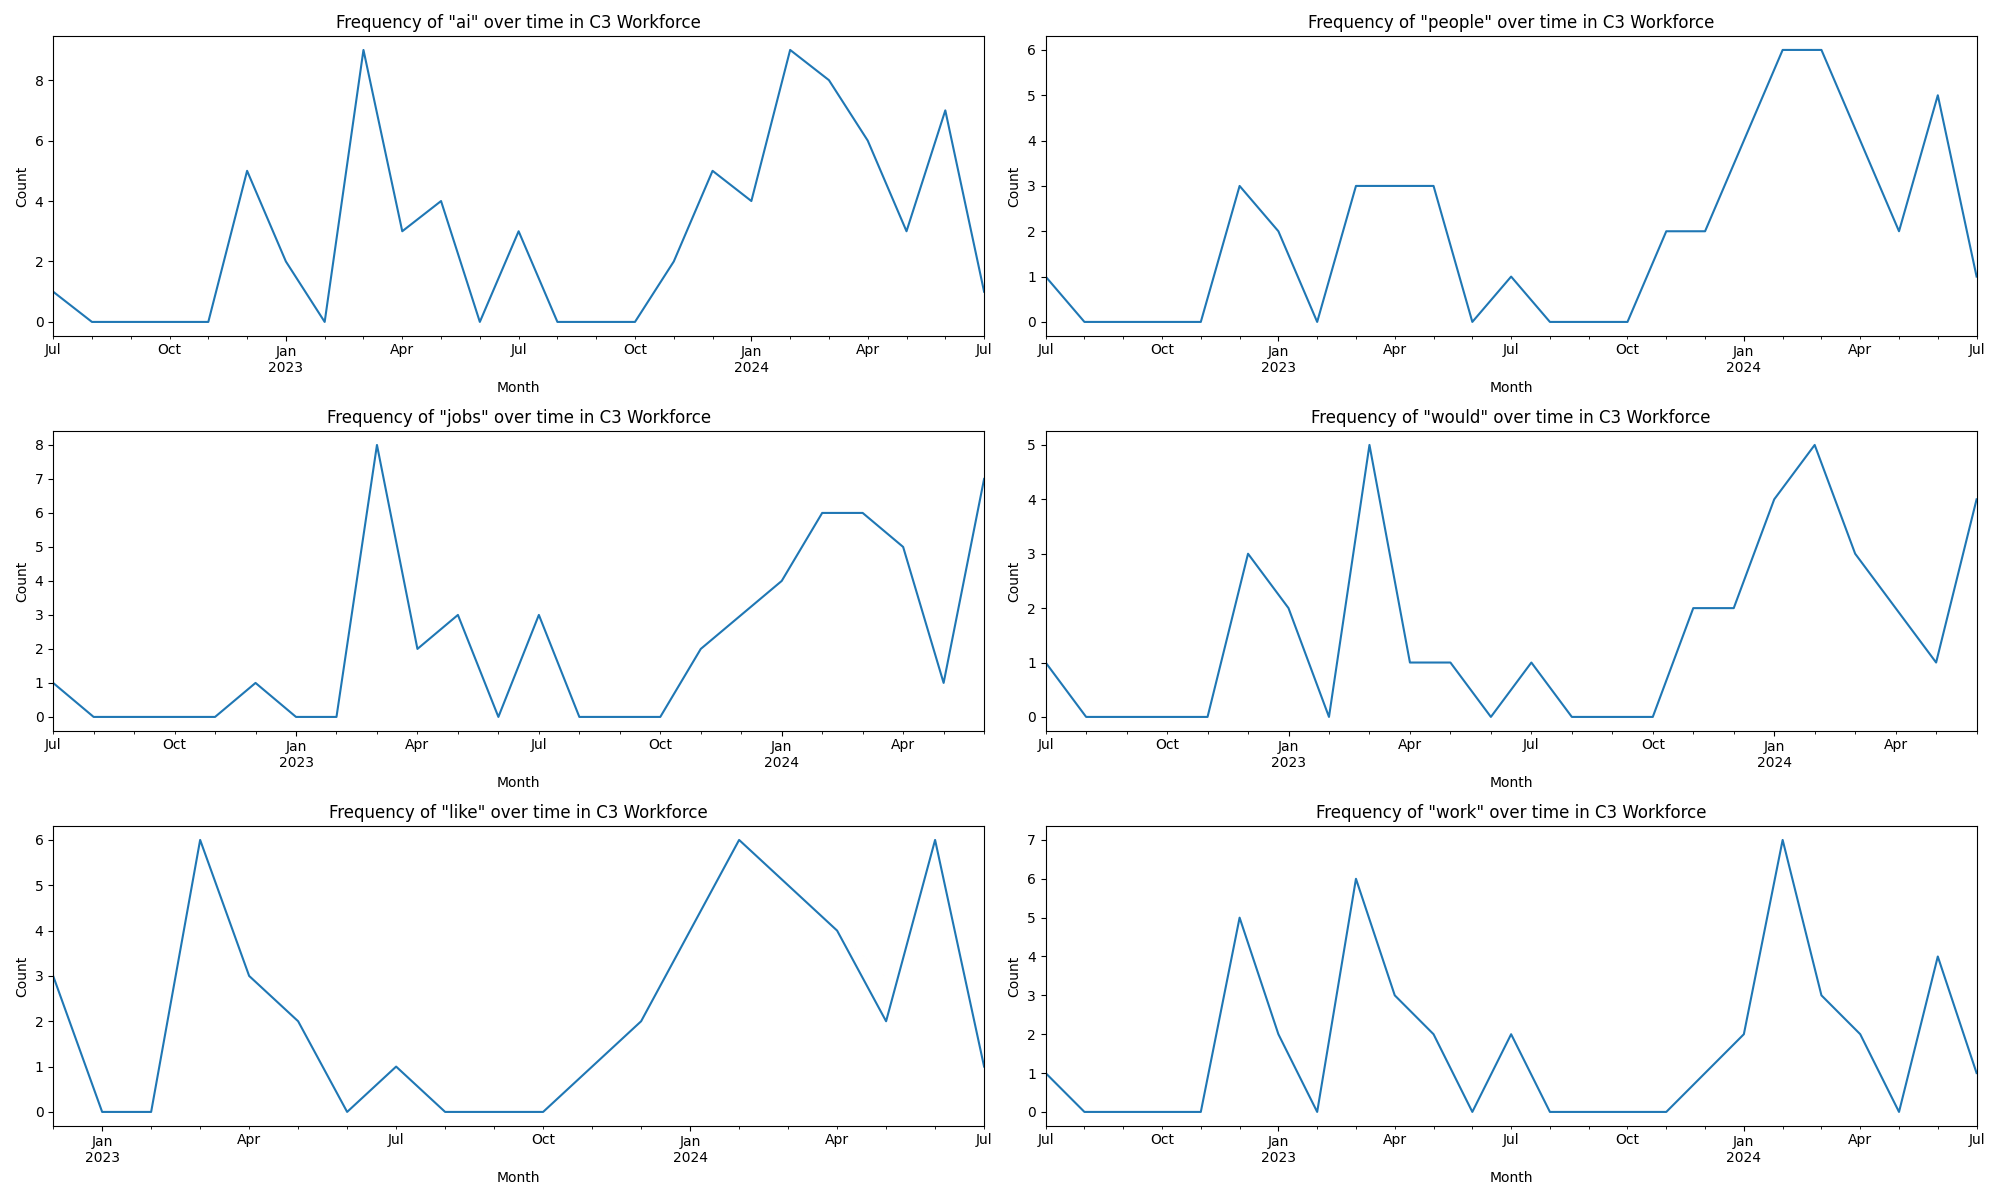 Frequency of "ai" over time in C3 Workforce
Count
8
6
4
2
0
Jul Oct Jan Apr Jul Oct Jan Apr Jul
2023 2024
Month
Frequency of "people" over time in C3 Workforce
Count
6
5
4
3
2
1
0
Jul Oct Jan Apr Jul Oct Jan Apr Jul
2023 2024
Month
Frequency of "jobs" over time in C3 Workforce
Count
8
7
6
5
4
3
2
1
0
Jul Oct Jan Apr Jul Oct Jan Apr
2023 2024
Month
Frequency of "would" over time in C3 Workforce
Count
5
4
3
2
1
0
Jul Oct Jan Apr Jul Oct Jan Apr
2023 2024
Month
Frequency of "like" over time in C3 Workforce
Count
6
5
4
3
2
1
0
Jan Apr Jul Oct Jan Apr Jul
2023 2024
Month
Frequency of "work" over time in C3 Workforce
Count
7
6
5
4
3
2
1
0
Jul Oct Jan Apr Jul Oct Jan Apr Jul
2023 2024
Month